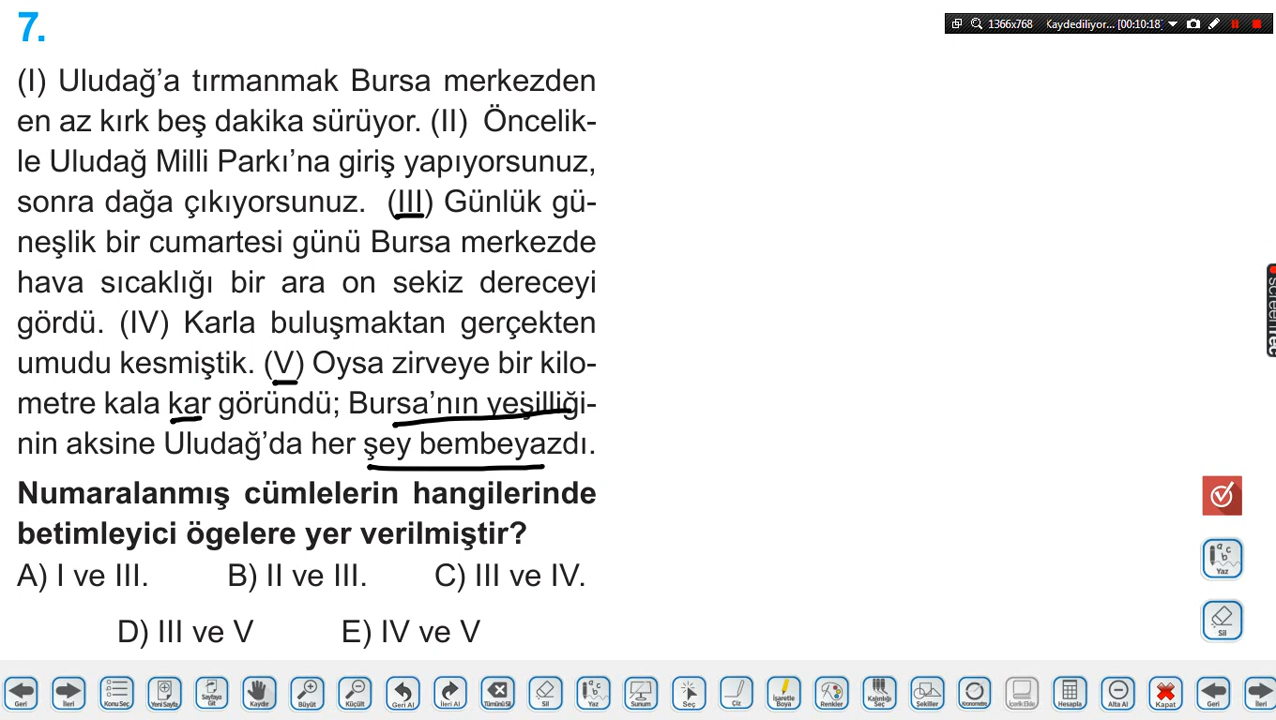 7.
1366x768 Kaydediliyor... [00:10:18]
(I) Uludağ'a tırmanmak Bursa merkezden
en az kırk beş dakika sürüyor. (II) Öncelik-
le Uludağ Milli Parkı'na giriş yapıyorsunuz,
sonra dağa çıkıyorsunuz. (III) Günlük gü-
neşlik bir cumartesi günü Bursa merkezde
hava sıcaklığı bir ara on sekiz dereceyi
gördü. (IV) Karla buluşmaktan gerçekten
umudu kesmiştik. (V) Oysa zirveye bir kilo-
metre kala kar göründü; Bursa'nın yeşilliği-
nin aksine Uludağ'da her şey bembeyazdı.
Numaralanmış cümlelerin hangilerinde
betimleyici ögelere yer verilmiştir?
A) I ve III. B) II ve III. C) III ve IV.
D) III ve V E) IV ve V
screenrec
a b c
Yaz
Sil
Geri İleri Konu Seç Yeni Sayfa Sayfaya Git Kaydır Büyüt Küçült Geri Al İleri Al Tümünü Sil Sil Yaz Sunum Seç Çiz İşaretle Boya Renkler Kalınlığı Seç Şekiller Kronometre İçerik Ekle Hesapla Alta Al Kapat Geri İleri